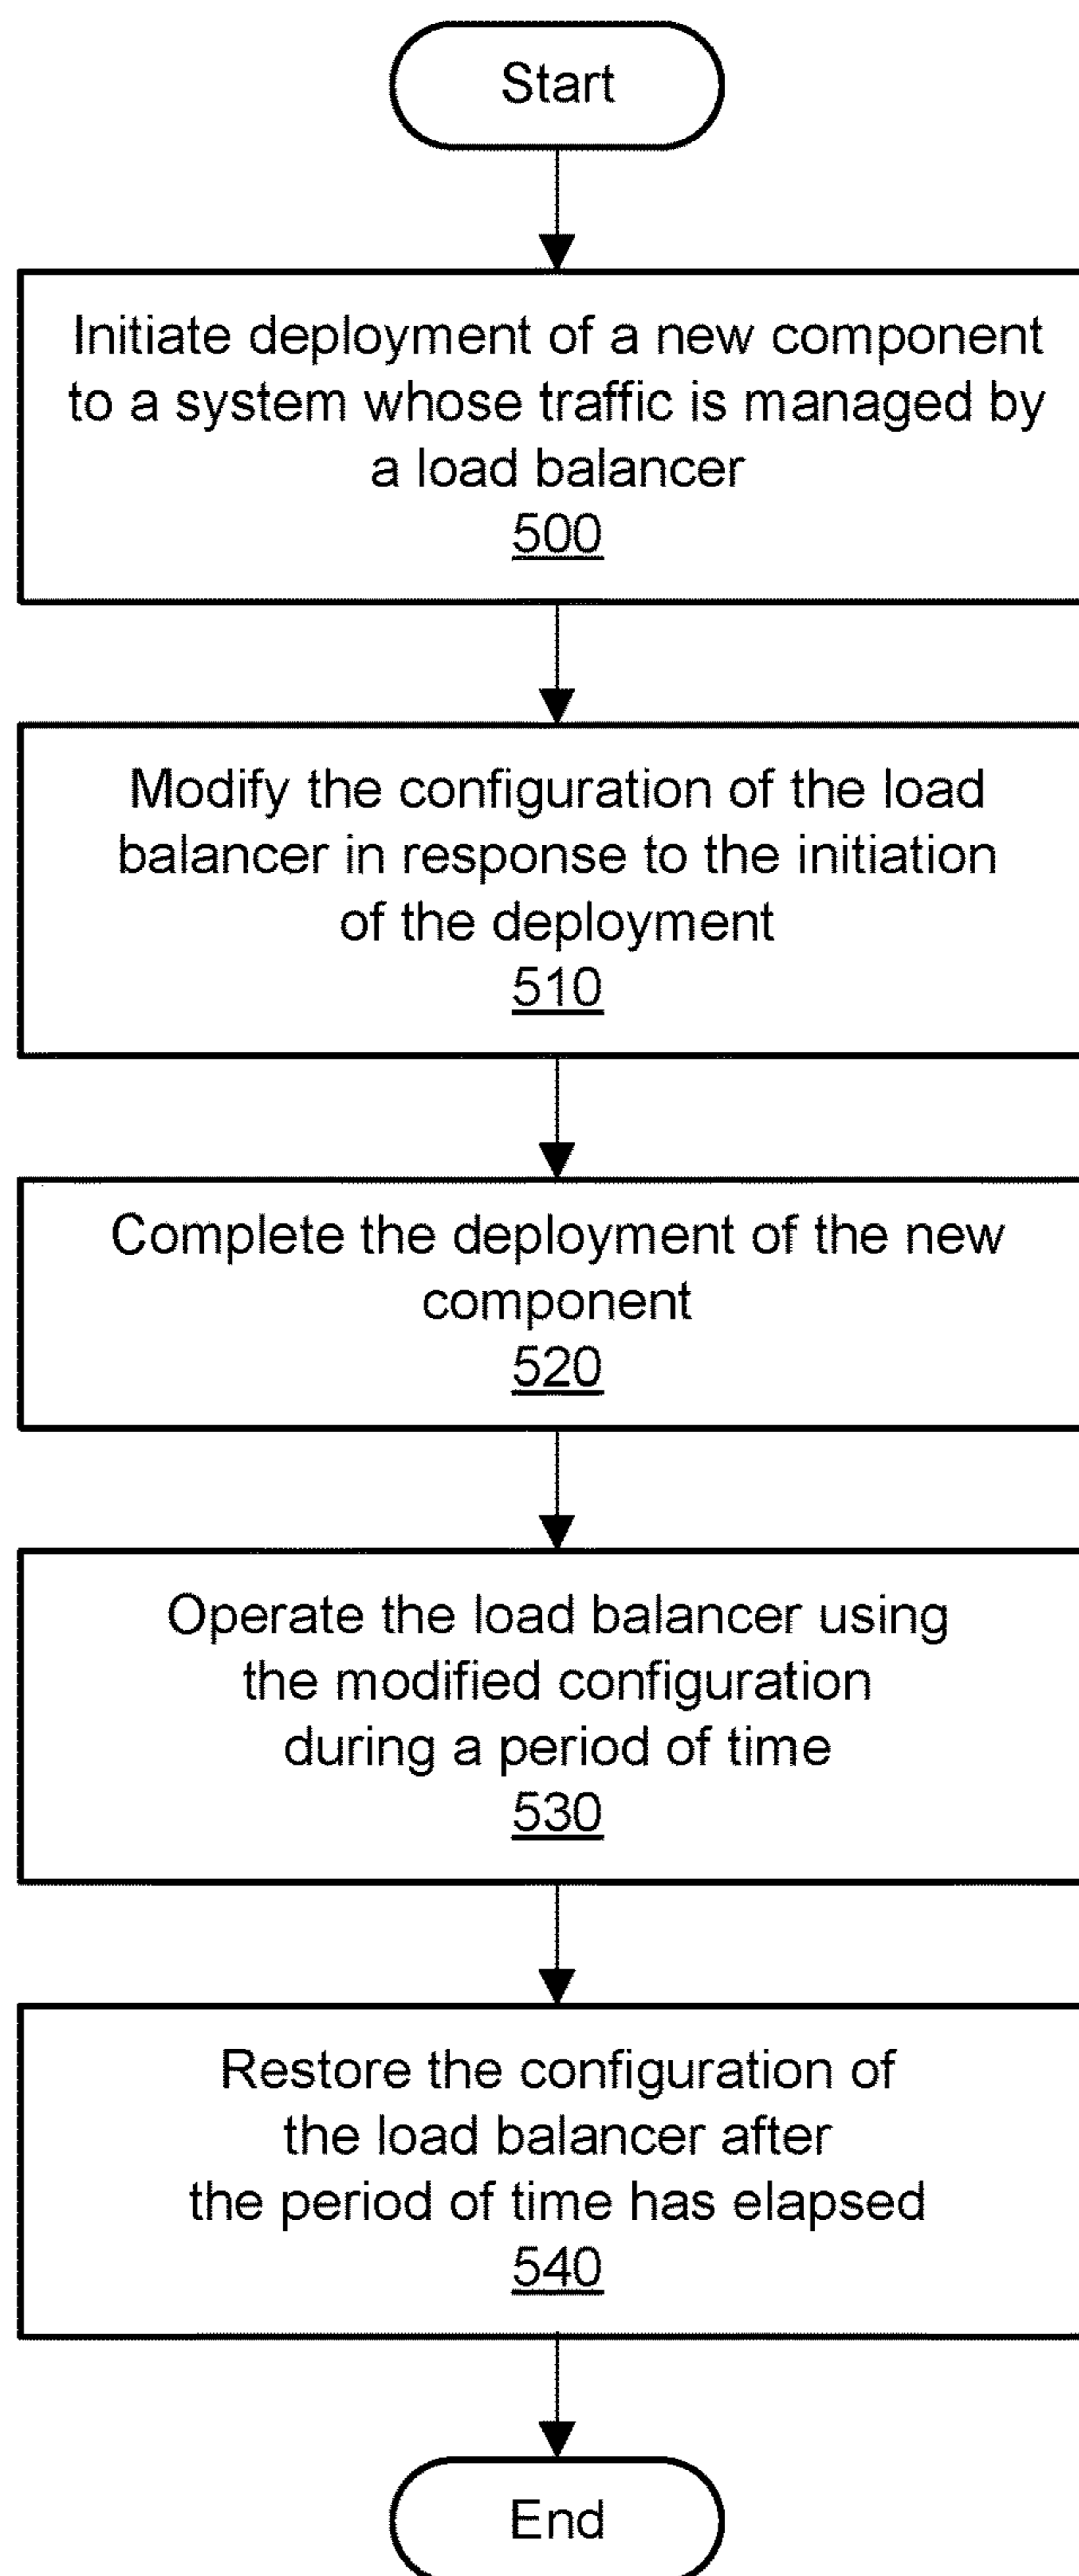 Start
Initiate deployment of a new component
to a system whose traffic is managed by
a load balancer
500
Modify the configuration of the load
balancer in response to the initiation
of the deployment
510
Complete the deployment of the new
component
520
Operate the load balancer using
the modified configuration
during a period of time
530
Restore the configuration of
the load balancer after
the period of time has elapsed
540
End